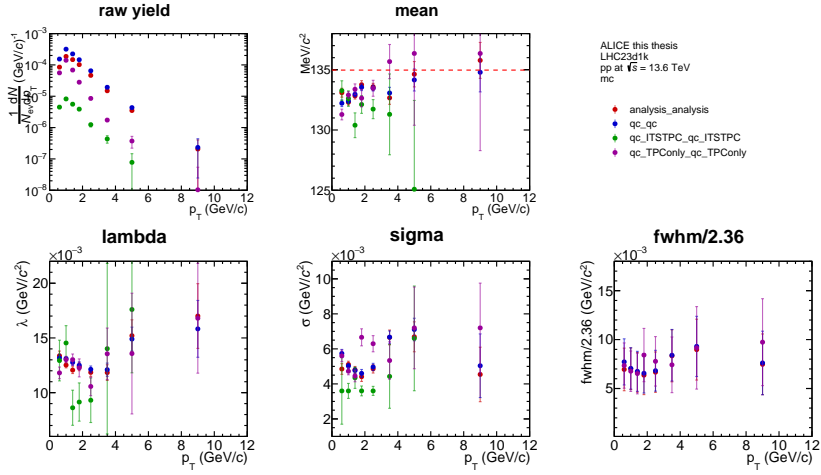 raw yield
mean
1/N_ev dN/dp_T (GeV/c)^-1
10^-3
10^-4
10^-5
10^-6
10^-7
10^-8
0 2 4 6 8 10 12
p_T (GeV/c)
MeV/c^2
135
130
125
0 2 4 6 8 10 12
p_T (GeV/c)
ALICE this thesis
LHC23d1k
pp at √s = 13.6 TeV
mc
analysis_analysis
qc_qc
qc_ITSTPC_qc_ITSTPC
qc_TPConly_qc_TPConly
lambda
sigma
fwhm/2.36
×10^-3
λ (GeV/c^2)
20
15
10
0 2 4 6 8 10 12
p_T (GeV/c)
×10^-3
σ (GeV/c^2)
10
8
6
4
2
0 2 4 6 8 10 12
p_T (GeV/c)
×10^-3
fwhm/2.36 (GeV/c^2)
15
10
5
0
0 2 4 6 8 10 12
p_T (GeV/c)